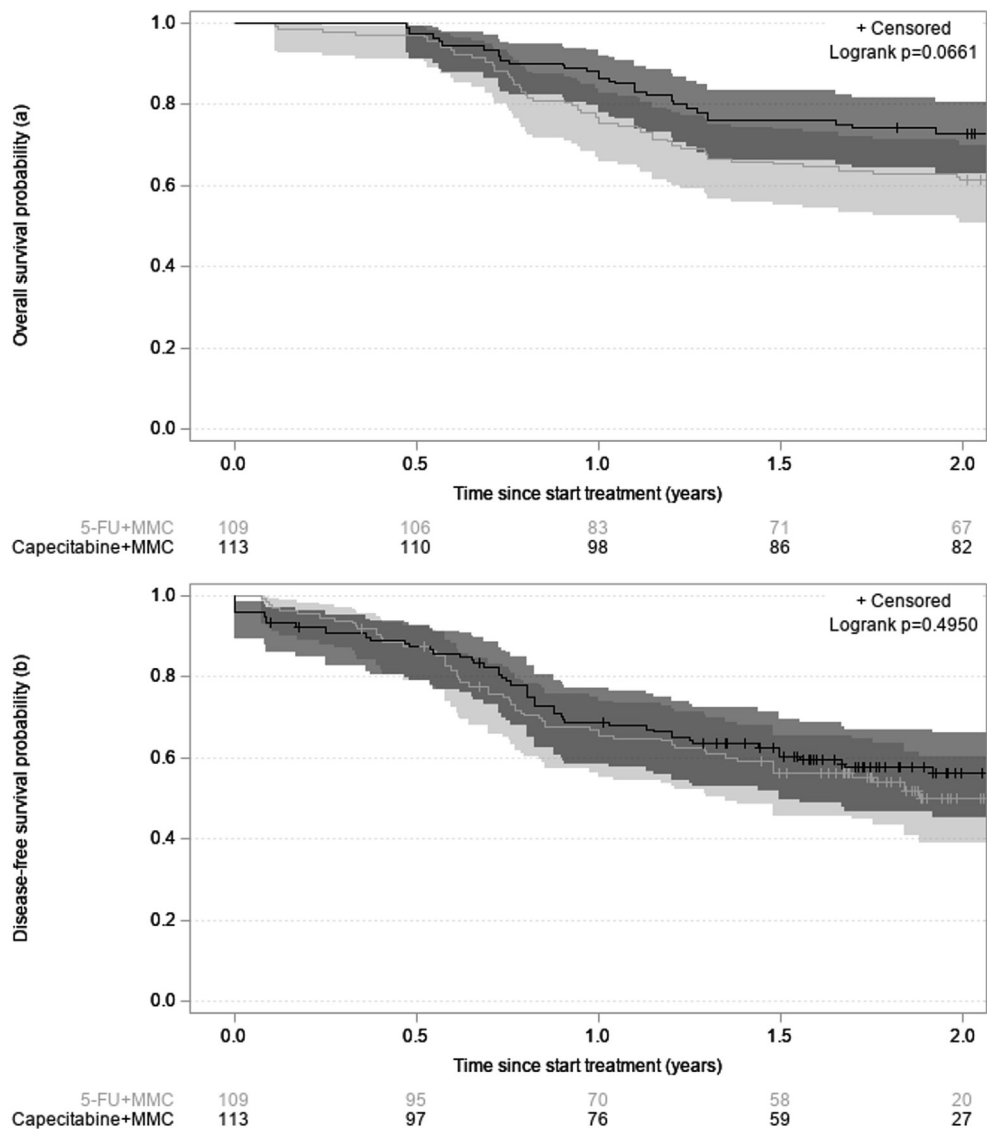 + Censored
Logrank p=0.0661
Overall survival probability (a)
1.0
0.8
0.6
0.4
0.2
0.0
0.0 0.5 1.0 1.5 2.0
Time since start treatment (years)
5-FU+MMC 109 106 83 71 67
Capecitabine+MMC 113 110 98 86 82
+ Censored
Logrank p=0.4950
Disease-free survival probability (b)
1.0
0.8
0.6
0.4
0.2
0.0
0.0 0.5 1.0 1.5 2.0
Time since start treatment (years)
5-FU+MMC 109 95 70 58 20
Capecitabine+MMC 113 97 76 59 27